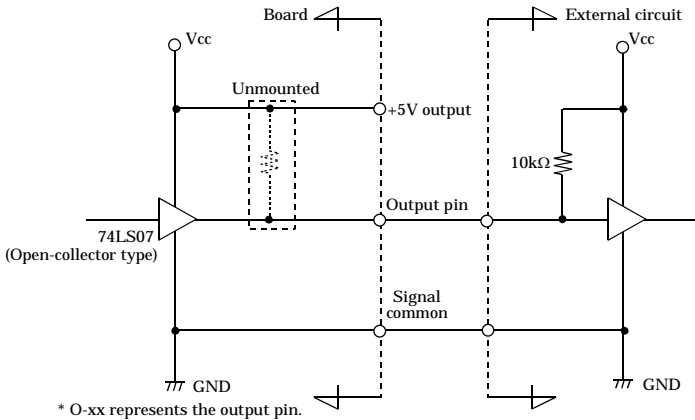 Board
External circuit
Vcc
Vcc
Unmounted
+5V output
10kΩ
Output pin
74LS07
(Open-collector type)
Signal
common
GND
GND
* O-xx represents the output pin.